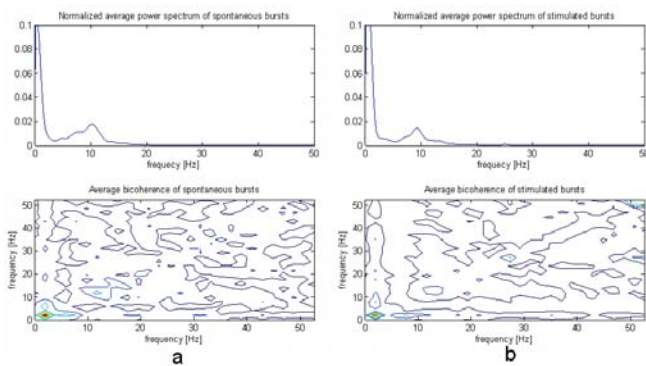 Normalized average power spectrum of spontaneous bursts
0.1
0.08
0.06
0.04
0.02
0
0 10 20 30 40 50
frequecy [Hz]
Normalized average power spectrum of stimulated bursts
0.1
0.08
0.06
0.04
0.02
0
0 10 20 30 40 50
frequecy [Hz]
Average bicoherence of spontaneous bursts
frequency [Hz]
50
40
30
20
10
0
0 10 20 30 40 50
frequency [Hz]
a
Average bicoherence of stimulated bursts
frequency [Hz]
50
40
30
20
10
0
0 10 20 30 40 50
frequency [Hz]
b